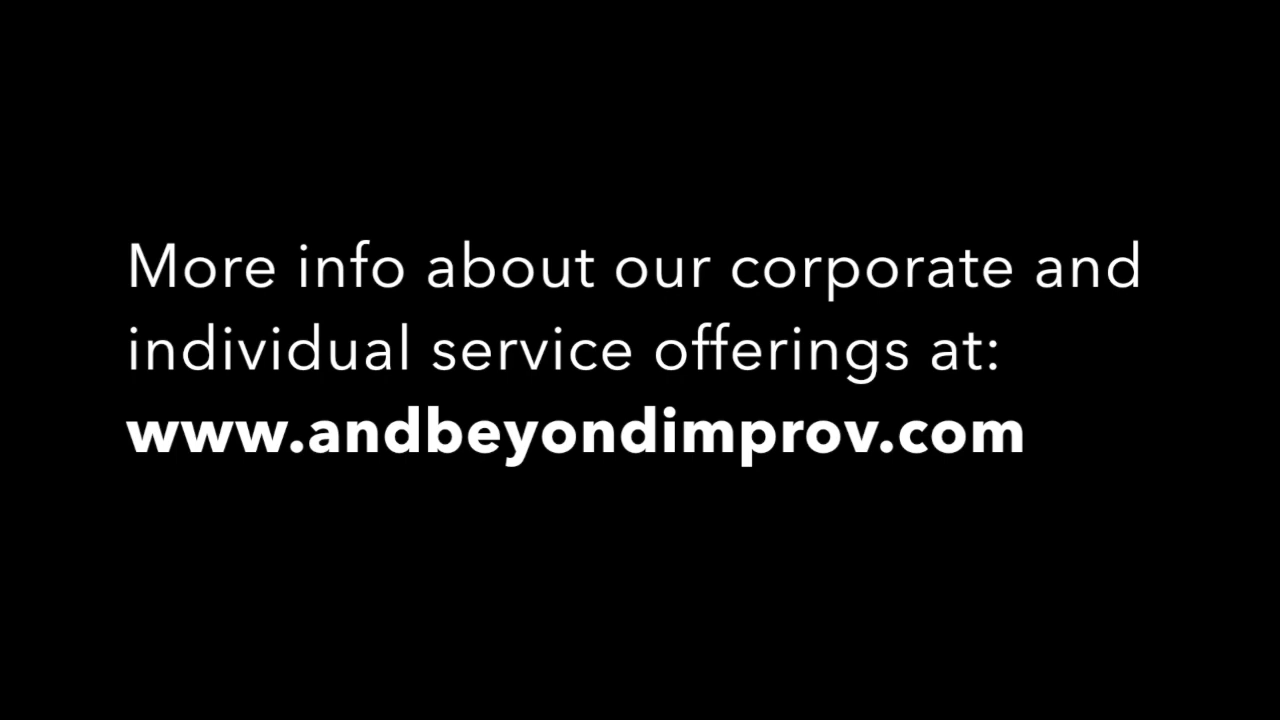 More info about our corporate and
individual service offerings at:
www.andbeyondimprov.com